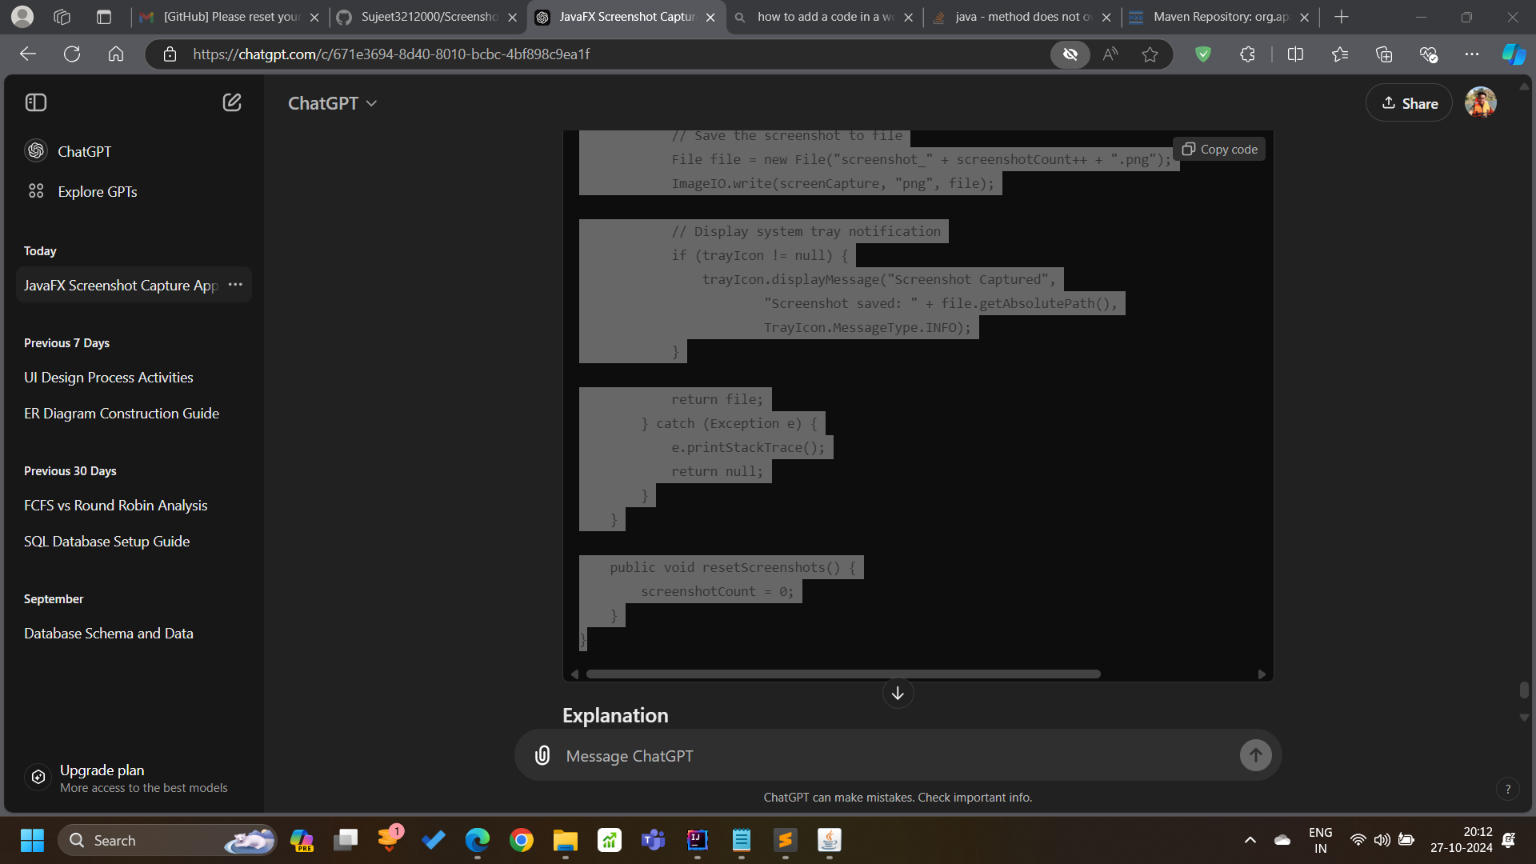 [GitHub] Please reset your
Sujeet3212000/Screensho
JavaFX Screenshot Captur
how to add a code in a w
java - method does not o
Maven Repository: org.ap
https://chatgpt.com/c/671e3694-8d40-8010-bcbc-4bf898c9ea1f
ChatGPT
Share
ChatGPT
Explore GPTs
Today
JavaFX Screenshot Capture App
Previous 7 Days
UI Design Process Activities
ER Diagram Construction Guide
Previous 30 Days
FCFS vs Round Robin Analysis
SQL Database Setup Guide
September
Database Schema and Data
Upgrade plan
More access to the best models
Copy code
// Save the screenshot to file
File file = new File("screenshot_" + screenshotCount++ + ".png");
ImageIO.write(screenCapture, "png", file);
// Display system tray notification
if (trayIcon != null) {
trayIcon.displayMessage("Screenshot Captured",
"Screenshot saved: " + file.getAbsolutePath(),
TrayIcon.MessageType.INFO);
}
return file;
} catch (Exception e) {
e.printStackTrace();
return null;
}
}
public void resetScreenshots() {
screenshotCount = 0;
}
}
Explanation
Message ChatGPT
ChatGPT can make mistakes. Check important info.
?
Search
PRE
1
ENG
IN
20:12
27-10-2024